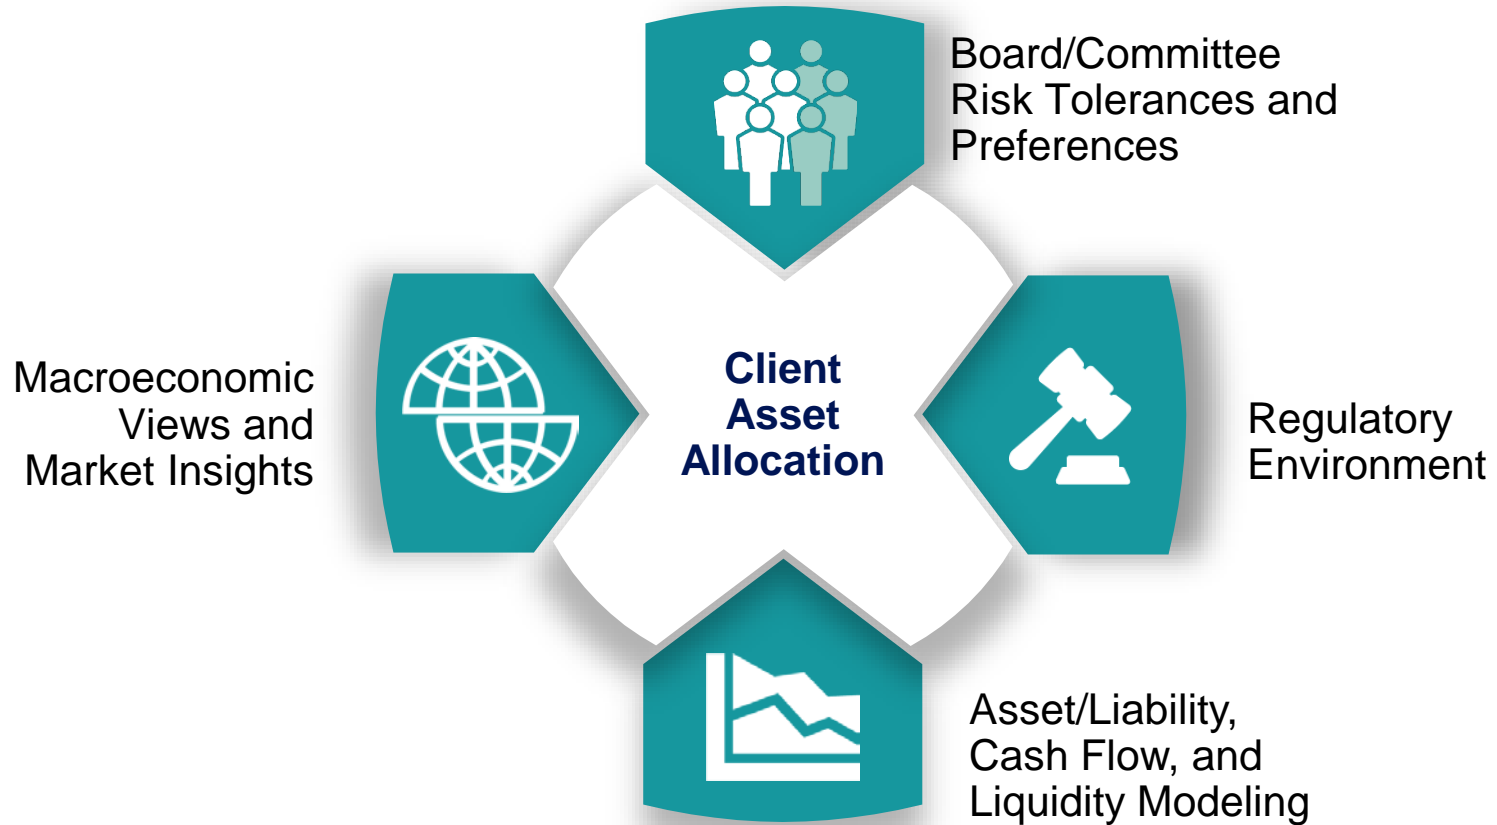 Board/Committee
Risk Tolerances and
Preferences
Macroeconomic
Views and
Market Insights
Client
Asset
Allocation
Regulatory
Environment
Asset/Liability,
Cash Flow, and
Liquidity Modeling